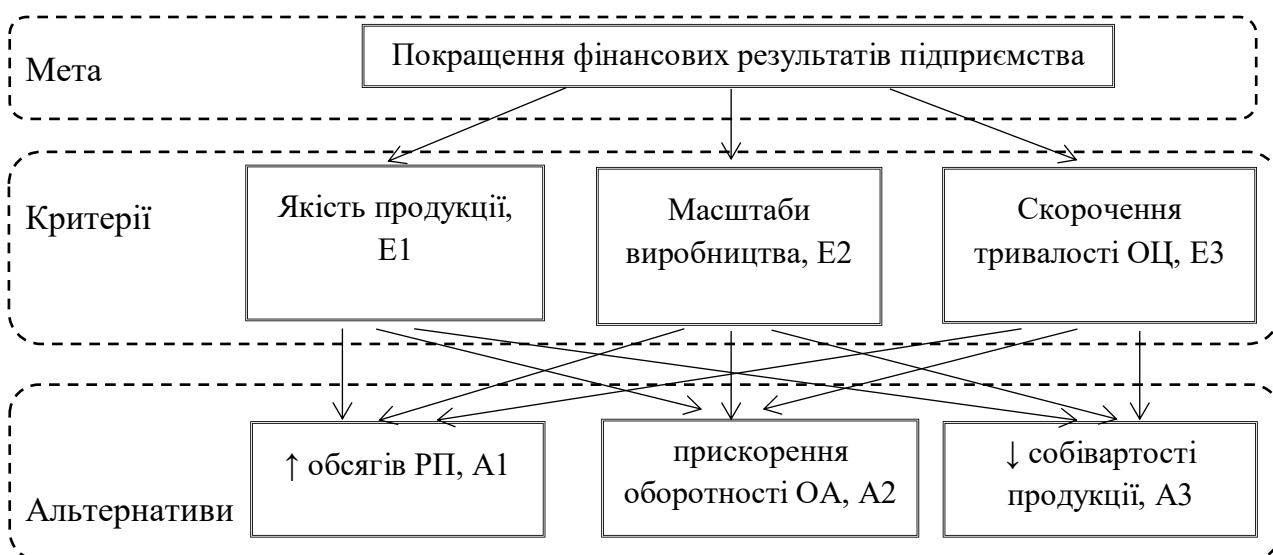 Мета
Покращення фінансових результатів підприємства
Критерії
Якість продукції,
Е1
Масштаби
виробництва, Е2
Скорочення
тривалості ОЦ, Е3
Альтернативи
↑ обсягів РП, А1
прискорення
оборотності ОА, А2
↓ собівартості
продукції, А3